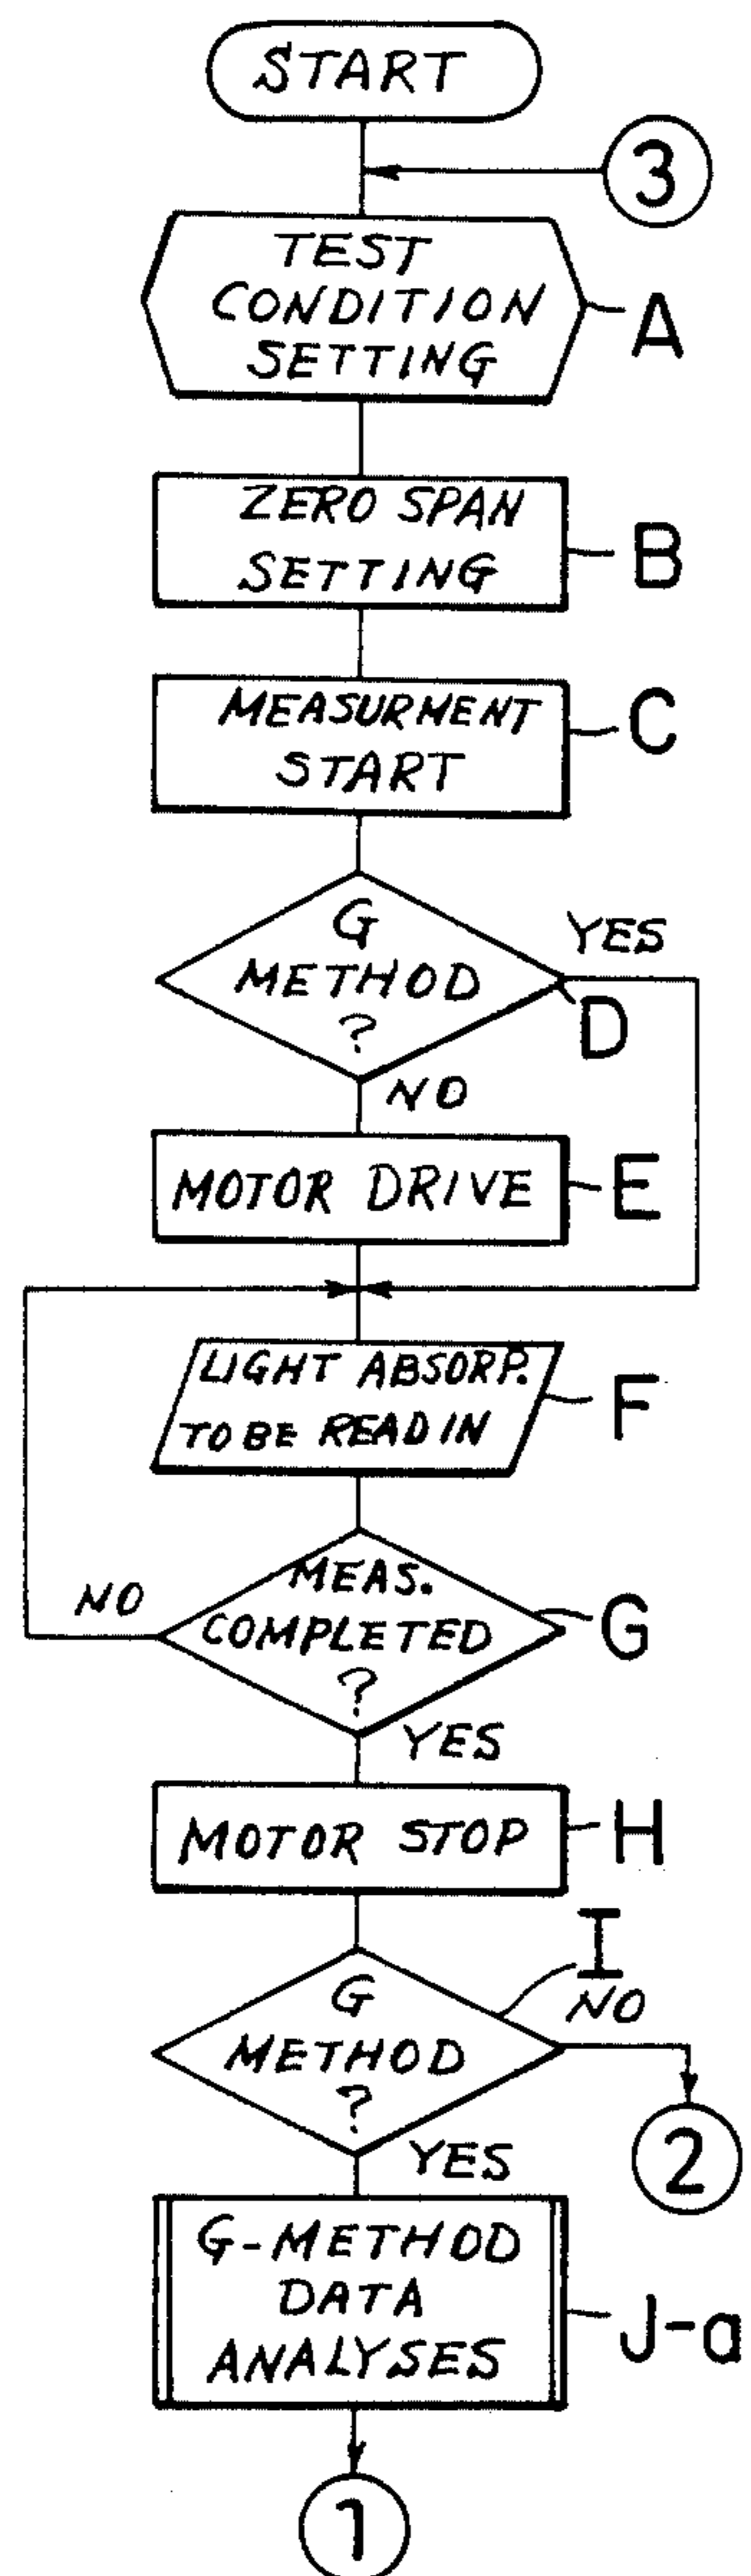 START
3
TEST
CONDITION
SETTING
A
ZERO SPAN
SETTING
B
MEASURMENT
START
C
G
METHOD
?
YES
D
NO
MOTOR DRIVE
E
LIGHT ABSORP.
TO BE READ IN
F
MEAS.
COMPLETED
?
NO
G
YES
MOTOR STOP
H
G
METHOD
?
I
NO
2
YES
G-METHOD
DATA
ANALYSES
J-a
1